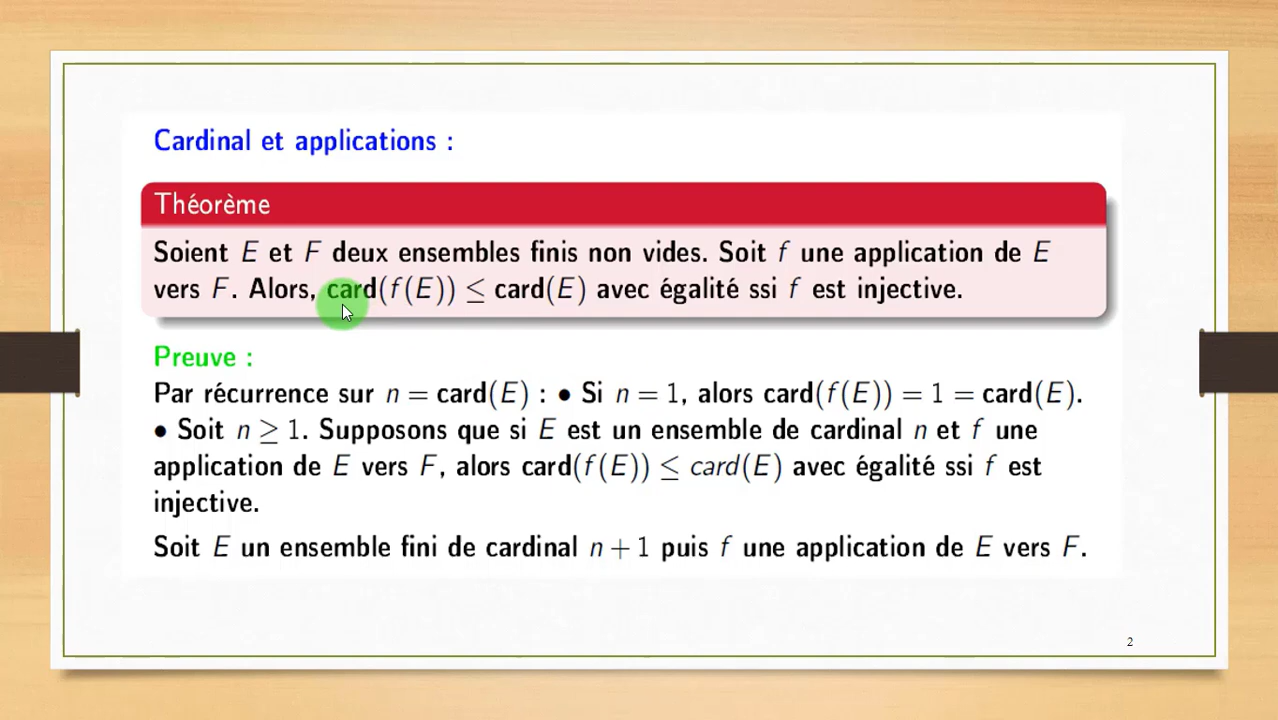 Cardinal et applications :
Théorème
Soient E et F deux ensembles finis non vides. Soit f une application de E
vers F. Alors, card(f(E)) ≤ card(E) avec égalité ssi f est injective.
Preuve :
Par récurrence sur n = card(E) : • Si n = 1, alors card(f(E)) = 1 = card(E).
• Soit n ≥ 1. Supposons que si E est un ensemble de cardinal n et f une
application de E vers F, alors card(f(E)) ≤ card(E) avec égalité ssi f est
injective.
Soit E un ensemble fini de cardinal n + 1 puis f une application de E vers F.
2